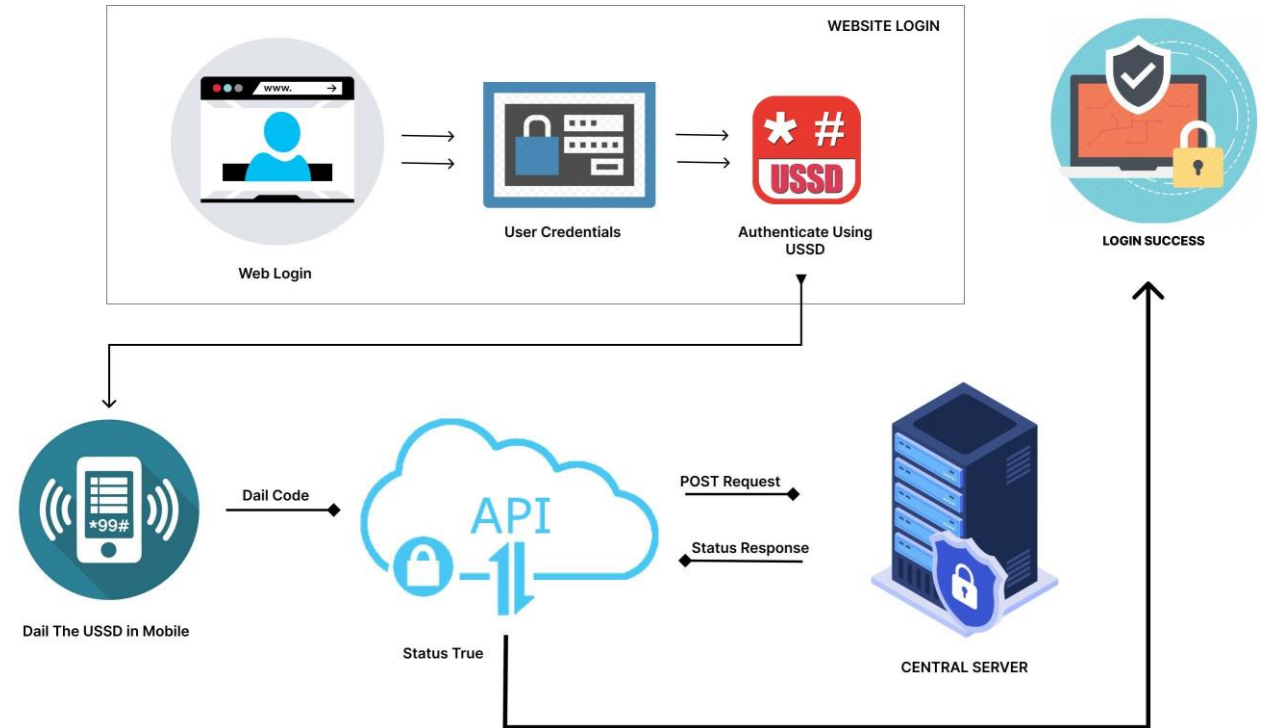 WEBSITE LOGIN
www.
* #
USSD
User Credentials
Authenticate Using
USSD
Web Login
LOGIN SUCCESS
*99#
Dail Code
API
POST Request
Status Response
Dail The USSD in Mobile
Status True
CENTRAL SERVER